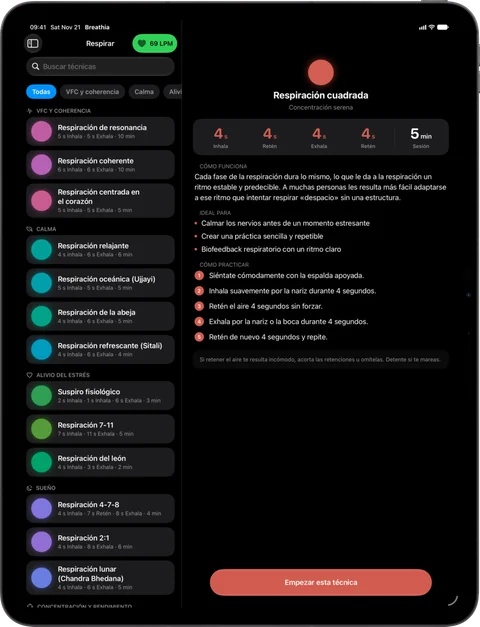 09:41 Sat Nov 21 Breathia
Respirar
69 LPM
Buscar técnicas
Todas
VFC y coherencia
Calma
Alivi
VFC Y COHERENCIA
Respiración de resonancia
5 s Inhala · 5 s Exhala · 10 min
Respiración coherente
6 s Inhala · 6 s Exhala · 10 min
Respiración centrada en
el corazón
5 s Inhala · 5 s Exhala · 5 min
CALMA
Respiración relajante
4 s Inhala · 6 s Exhala · 6 min
Respiración oceánica (Ujjayi)
5 s Inhala · 5 s Exhala · 5 min
Respiración de la abeja
4 s Inhala · 6 s Exhala · 5 min
Respiración refrescante (Sitali)
4 s Inhala · 6 s Exhala · 4 min
ALIVIO DEL ESTRÉS
Suspiro fisiológico
2 s Inhala · 1 s Inhala · 6 s Exhala · 3 min
Respiración 7-11
7 s Inhala · 11 s Exhala · 5 min
Respiración del león
4 s Inhala · 3 s Exhala · 2 min
SUEÑO
Respiración 4-7-8
4 s Inhala · 7 s Retén · 8 s Exhala · 4 min
Respiración 2:1
4 s Inhala · 8 s Exhala · 6 min
Respiración lunar
(Chandra Bhedana)
4 s Inhala · 6 s Exhala · 5 min
CONCENTRACIÓN Y RENDIMIENTO
Respiración cuadrada
Concentración serena
4 s
Inhala
4 s
Retén
4 s
Exhala
4 s
Retén
5 min
Sesión
CÓMO FUNCIONA
Cada fase de la respiración dura lo mismo, lo que le da a la respiración un
ritmo estable y predecible. A muchas personas les resulta más fácil adaptarse
a ese ritmo que intentar respirar «despacio» sin una estructura.
IDEAL PARA
• Calmar los nervios antes de un momento estresante
• Crear una práctica sencilla y repetible
• Biofeedback respiratorio con un ritmo claro
CÓMO PRACTICAR
1 Siéntate cómodamente con la espalda apoyada.
2 Inhala suavemente por la nariz durante 4 segundos.
3 Retén el aire 4 segundos sin forzar.
4 Exhala por la nariz o la boca durante 4 segundos.
5 Retén de nuevo 4 segundos y repite.
Si retener el aire te resulta incómodo, acorta las retenciones u omítelas. Detente si te mareas.
Empezar esta técnica